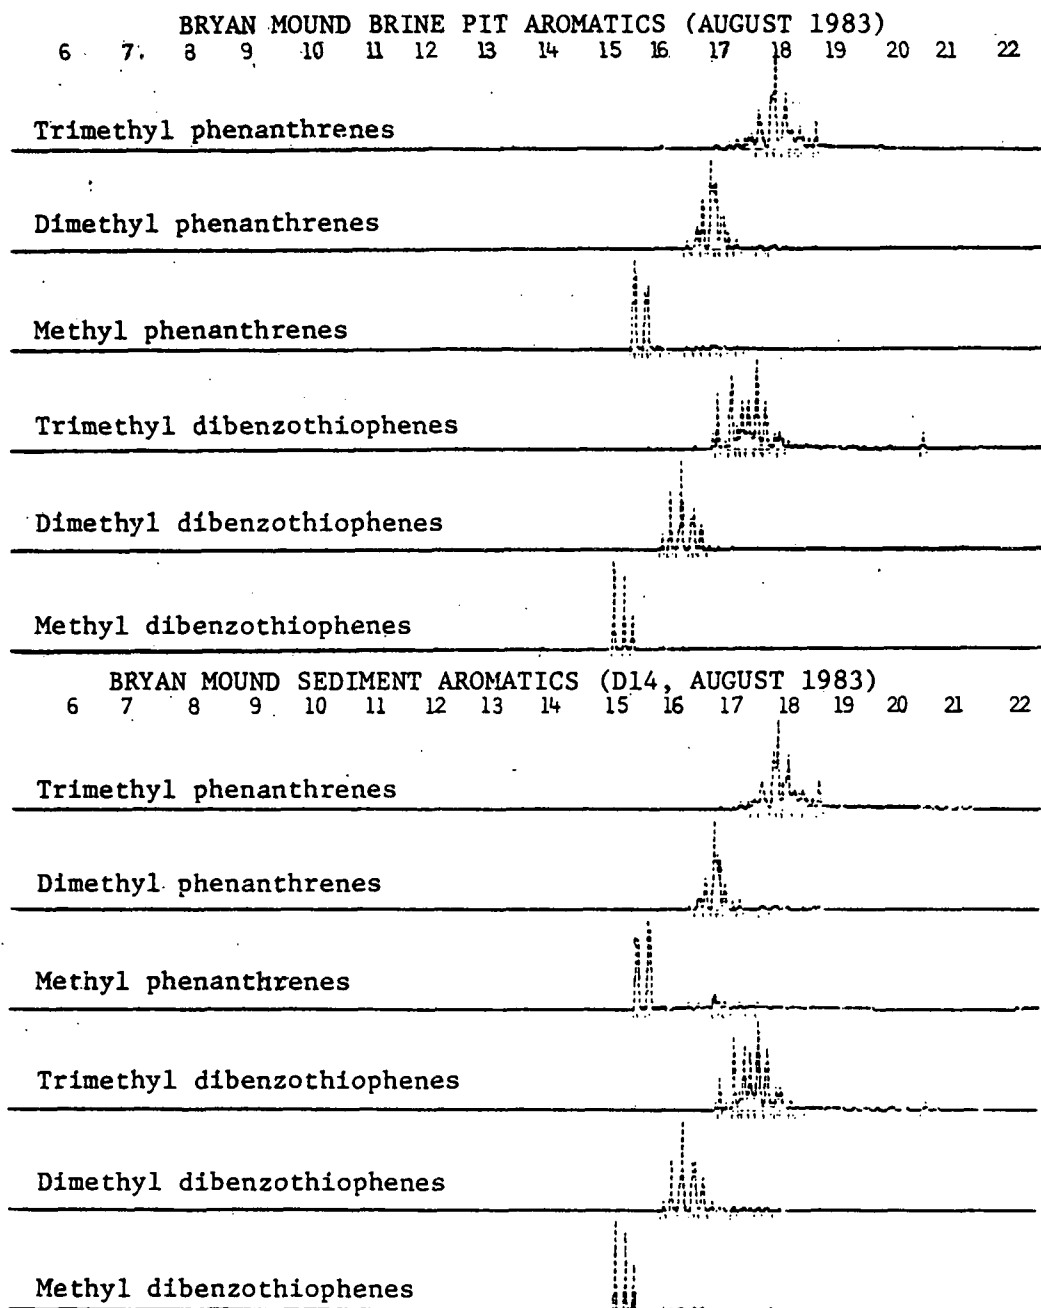 BRYAN MOUND BRINE PIT AROMATICS (AUGUST 1983)
6 7 8 9 10 11 12 13 14 15 16 17 18 19 20 21 22
Trimethyl phenanthrenes
Dimethyl phenanthrenes
Methyl phenanthrenes
Trimethyl dibenzothiophenes
Dimethyl dibenzothiophenes
Methyl dibenzothiophenes
BRYAN MOUND SEDIMENT AROMATICS (D14, AUGUST 1983)
6 7 8 9 10 11 12 13 14 15 16 17 18 19 20 21 22
Trimethyl phenanthrenes
Dimethyl phenanthrenes
Methyl phenanthrenes
Trimethyl dibenzothiophenes
Dimethyl dibenzothiophenes
Methyl dibenzothiophenes